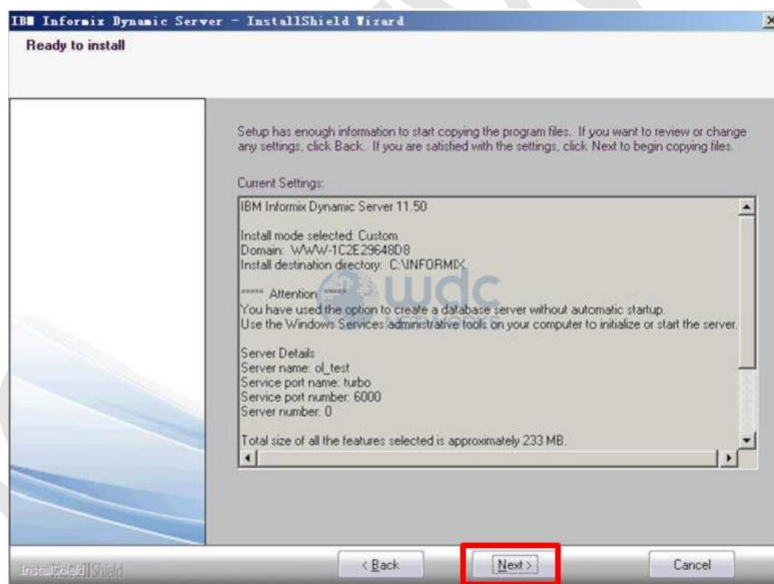 IBM Informix Dynamic Server - InstallShield Wizard
Ready to install
Setup has enough information to start copying the program files. If you want to review or change
any settings, click Back. If you are satisfied with the settings, click Next to begin copying files.
Current Settings:
IBM Informix Dynamic Server 11.50
Install mode selected: Custom
Domain: WWW-1C2E29648D8
Install destination directory: C:\INFORMIX
***** Attention *****
You have used the option to create a database server without automatic startup.
Use the Windows Services administrative tools on your computer to initialize or start the server.
Server Details
Server name: ol_test
Service port name: turbo
Service port number: 6000
Server number: 0
Total size of all the features selected is approximately 233 MB.
wdc
NETWORKS
InstallShield
< Back
Next >
Cancel